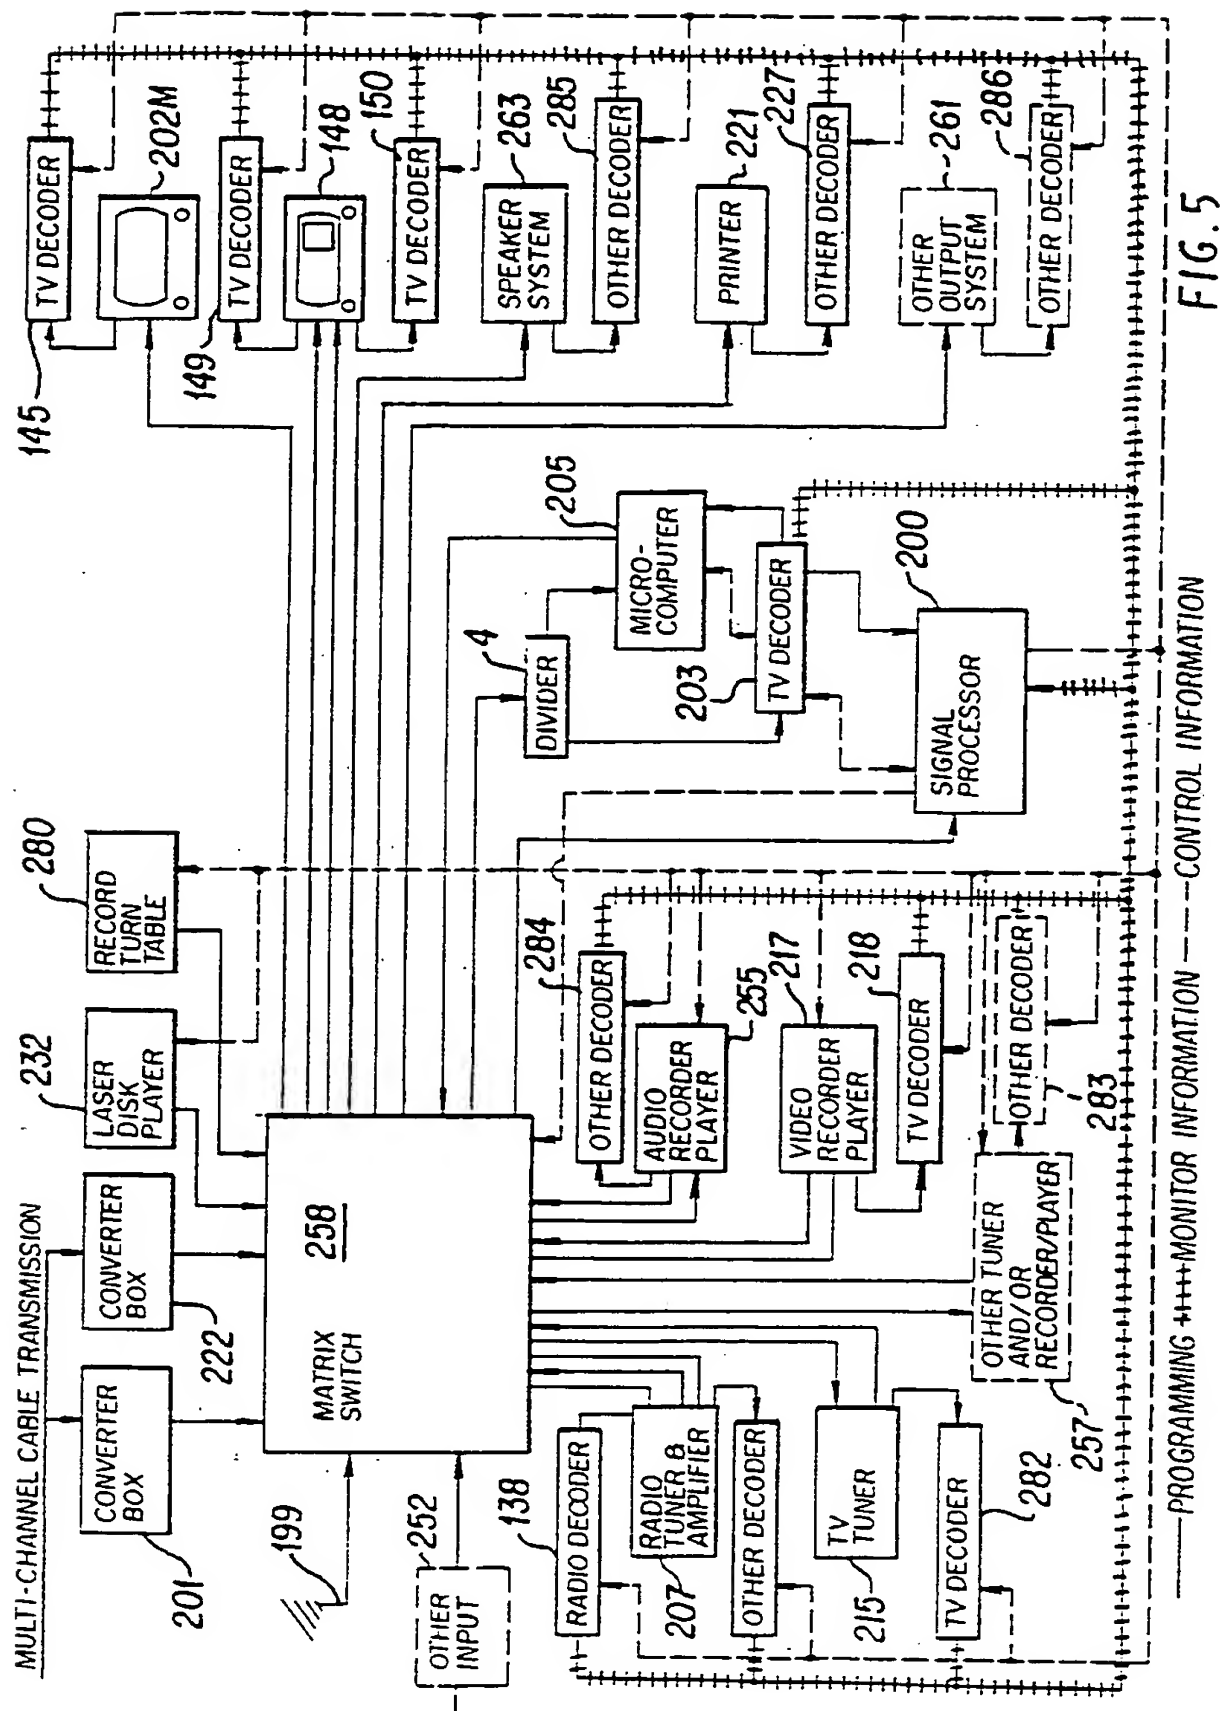 MULTI-CHANNEL CABLE TRANSMISSION
CONVERTER
BOX
201
CONVERTER
BOX
222
LASER
DISK
PLAYER
232
RECORD
TURN
TABLE
280
199
OTHER
INPUT
252
MATRIX
SWITCH
258
TV DECODER
145
202M
TV DECODER
149
148
TV DECODER
150
SPEAKER
SYSTEM
263
OTHER DECODER
285
PRINTER
221
OTHER DECODER
227
OTHER
OUTPUT
SYSTEM
261
OTHER DECODER
286
DIVIDER
4
MICRO-
COMPUTER
205
TV DECODER
203
SIGNAL
PROCESSOR
200
RADIO DECODER
138
RADIO
TUNER &
AMPLIFIER
207
OTHER DECODER
TV
TUNER
215
TV DECODER
282
OTHER DECODER
284
AUDIO
RECORDER
PLAYER
255
VIDEO
RECORDER
PLAYER
217
TV DECODER
218
OTHER TUNER
AND/OR
RECORDER/PLAYER
257
OTHER DECODER
283
PROGRAMMING MONITOR INFORMATION CONTROL INFORMATION
FIG. 5